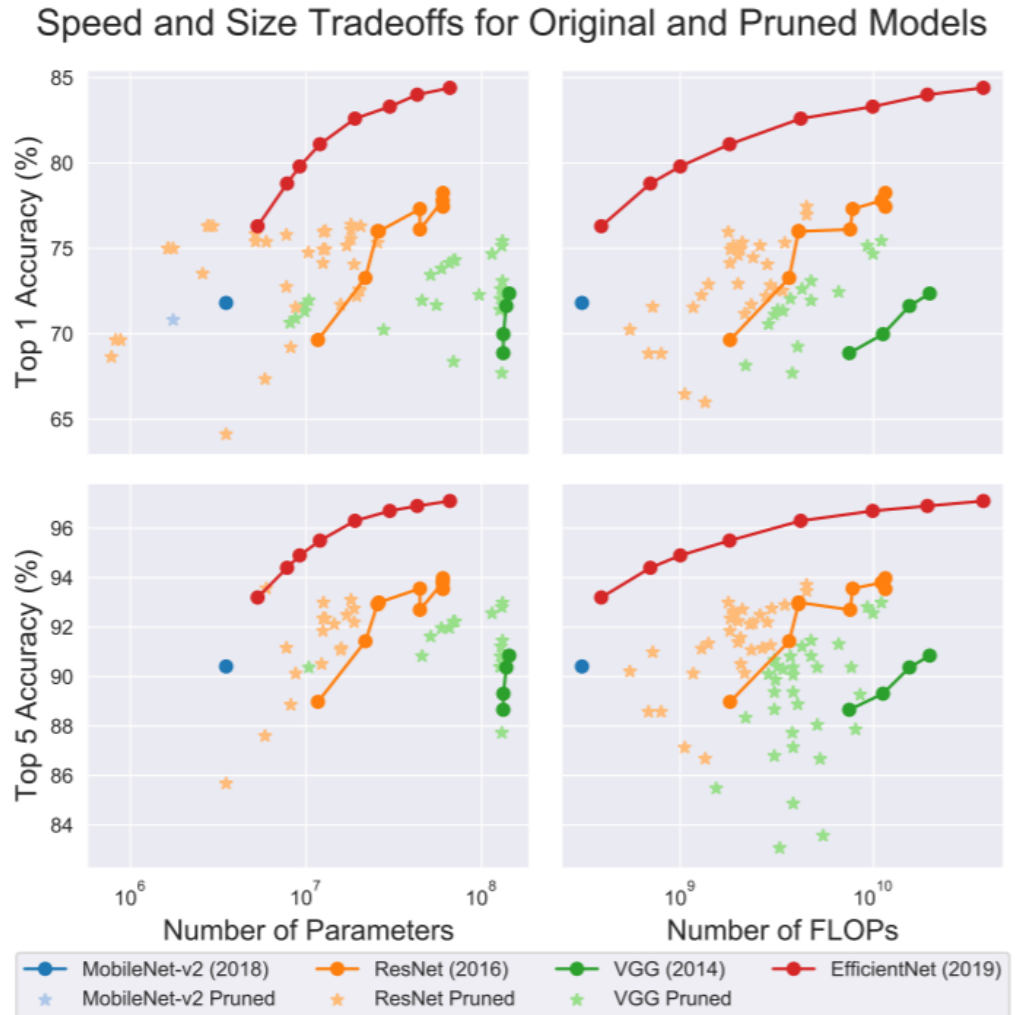 Speed and Size Tradeoffs for Original and Pruned Models
Top 1 Accuracy (%)
85
80
75
70
65
Top 5 Accuracy (%)
96
94
92
90
88
86
84
10^6 10^7 10^8
10^9 10^10
Number of Parameters
Number of FLOPs
MobileNet-v2 (2018) ResNet (2016) VGG (2014) EfficientNet (2019)
MobileNet-v2 Pruned ResNet Pruned VGG Pruned